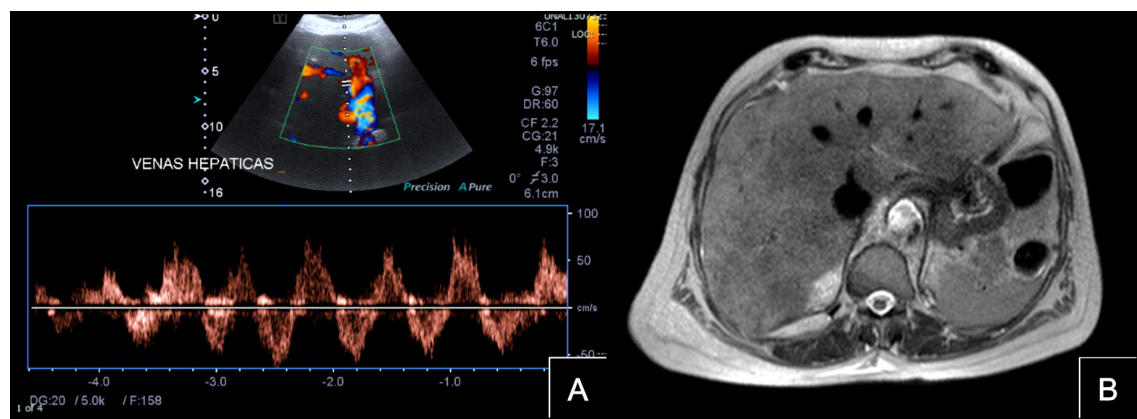 0
5
10
16
VENAS HEPATICAS
Precision A Pure
6C1
T6.0
6 fps
G:97
DR:60
CF 2.2
CG:21
4.9k
F:3
0° 3.0
6.1cm
17.1
cm/s
LOC:
100
50
cm/s
-50
-4.0 -3.0 -2.0 -1.0
DG:20 / 5.0k / F:158
1 of 4
A
B